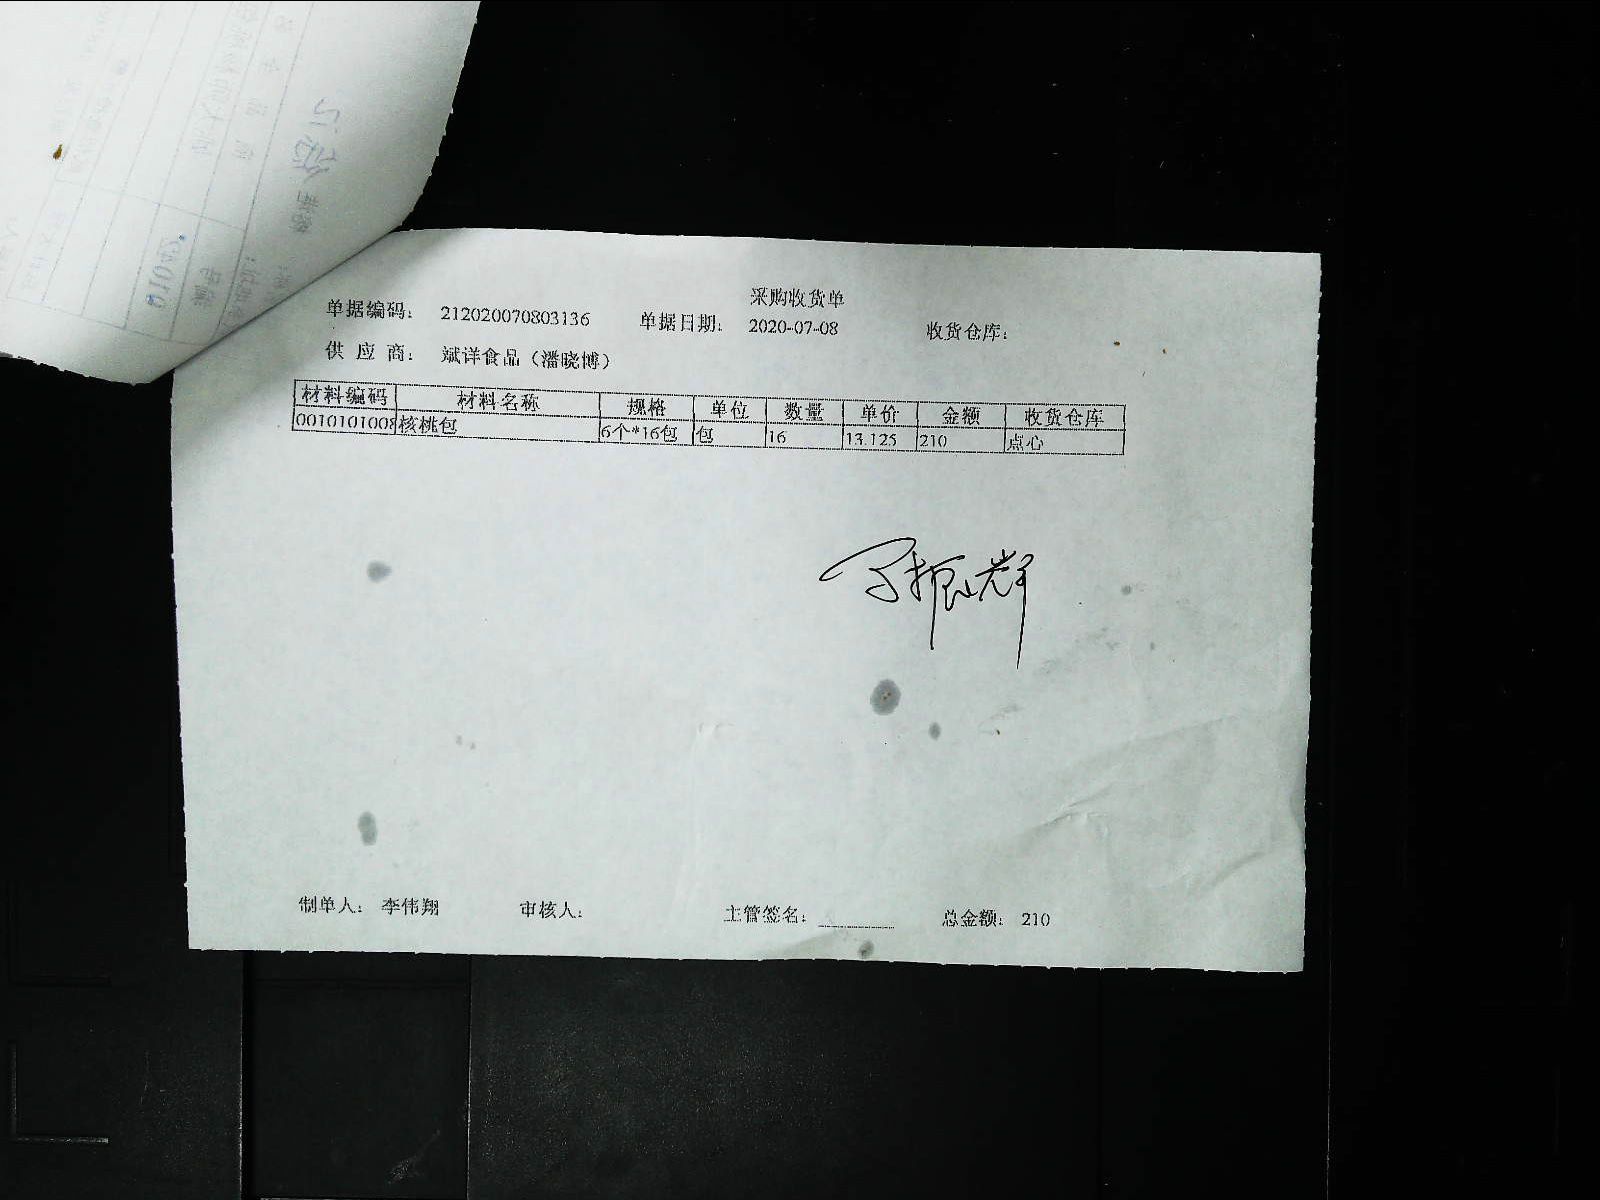 采购收货单
单据编码： 212020070803136 单据日期： 2020-07-08 收货仓库：
供 应 商： 斌详食品（潘晓博）
材料编码 材料名称 规格 单位 数量 单价 金额 收货仓库
0010101008 核桃包 6个*16包 包 16 13.125 210 点心
制单人： 李伟翔 审核人： 主管签名： 总金额： 210